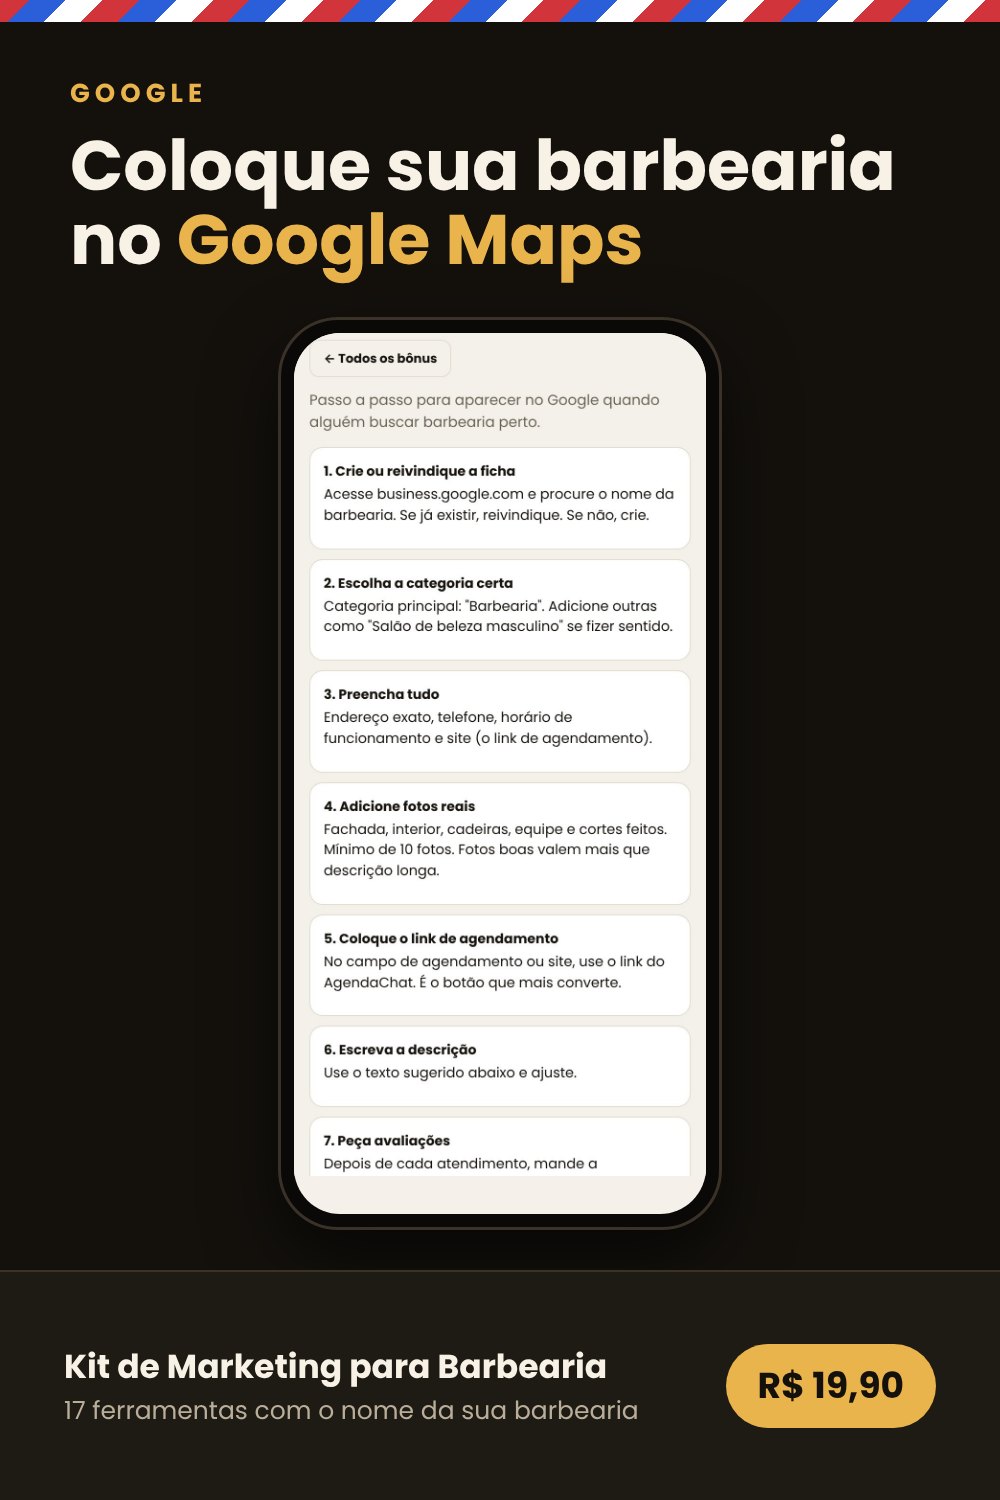 GOOGLE
Coloque sua barbearia
no Google Maps
← Todos os bônus
Passo a passo para aparecer no Google quando
alguém buscar barbearia perto.
1. Crie ou reivindique a ficha
Acesse business.google.com e procure o nome da
barbearia. Se já existir, reivindique. Se não, crie.
2. Escolha a categoria certa
Categoria principal: "Barbearia". Adicione outras
como "Salão de beleza masculino" se fizer sentido.
3. Preencha tudo
Endereço exato, telefone, horário de
funcionamento e site (o link de agendamento).
4. Adicione fotos reais
Fachada, interior, cadeiras, equipe e cortes feitos.
Mínimo de 10 fotos. Fotos boas valem mais que
descrição longa.
5. Coloque o link de agendamento
No campo de agendamento ou site, use o link do
AgendaChat. É o botão que mais converte.
6. Escreva a descrição
Use o texto sugerido abaixo e ajuste.
7. Peça avaliações
Depois de cada atendimento, mande a
Kit de Marketing para Barbearia
17 ferramentas com o nome da sua barbearia
R$ 19,90